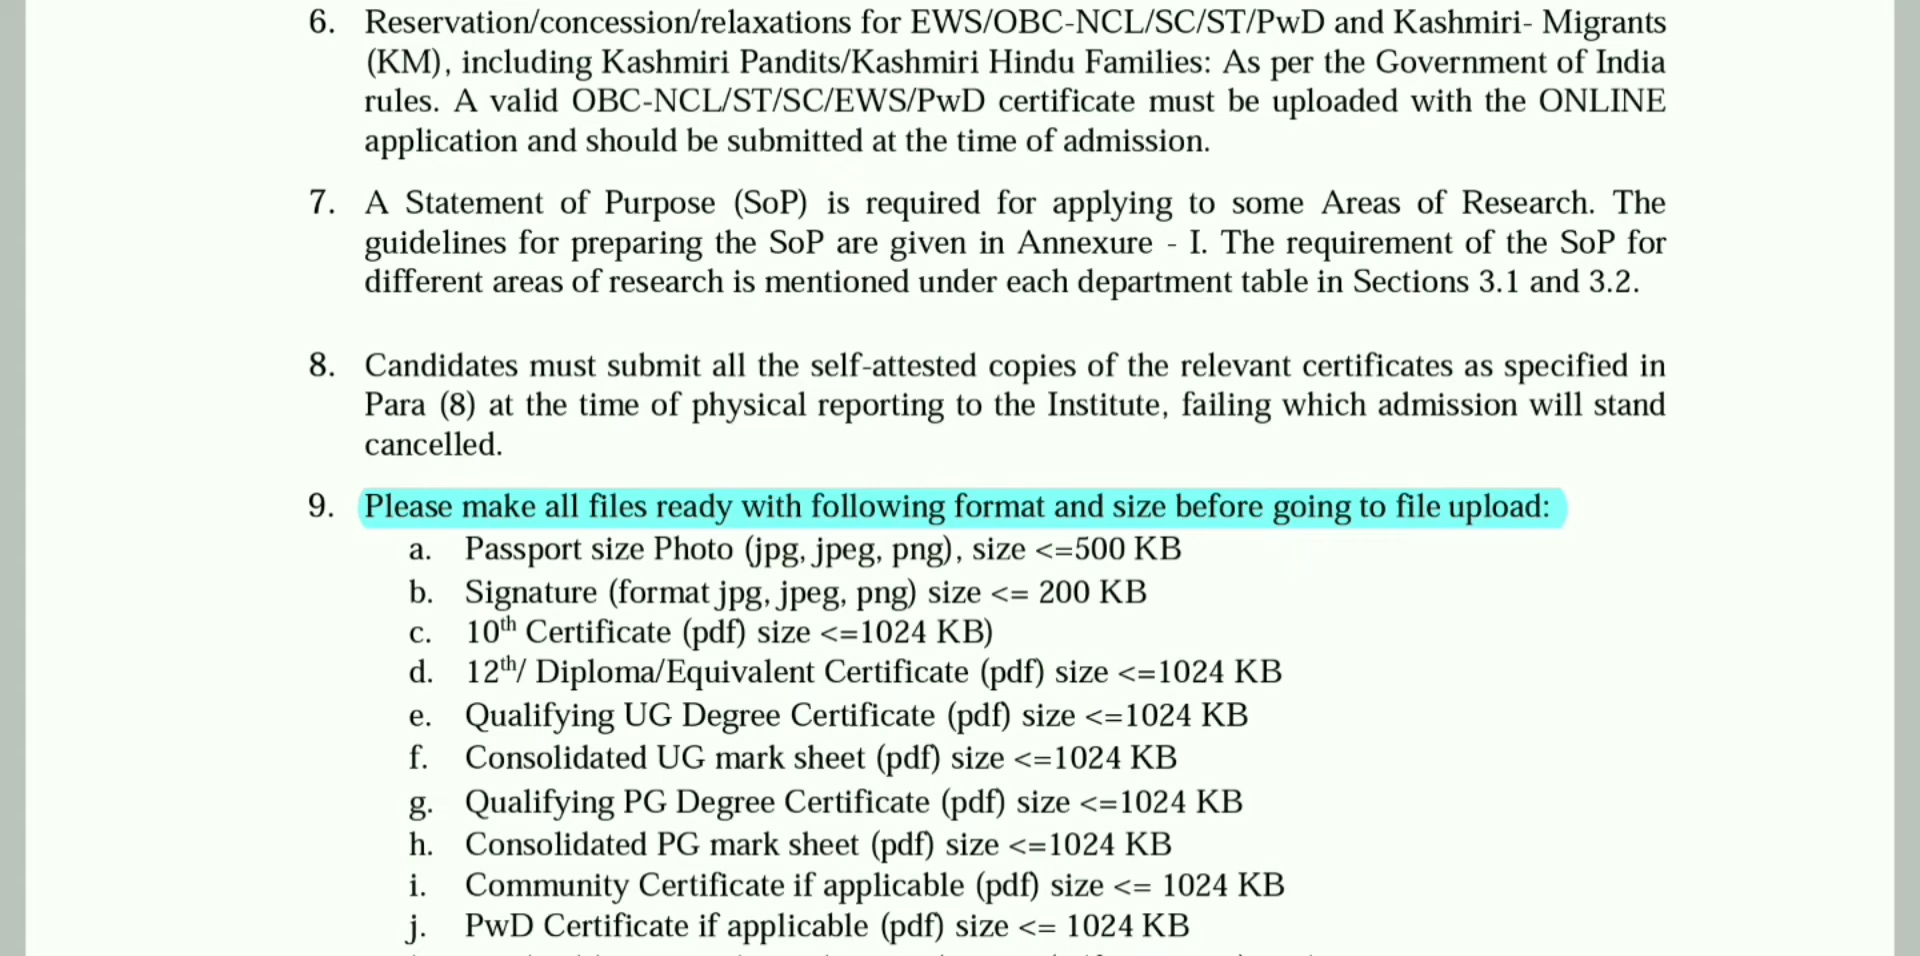 6. Reservation/concession/relaxations for EWS/OBC-NCL/SC/ST/PwD and Kashmiri- Migrants
(KM), including Kashmiri Pandits/Kashmiri Hindu Families: As per the Government of India
rules. A valid OBC-NCL/ST/SC/EWS/PwD certificate must be uploaded with the ONLINE
application and should be submitted at the time of admission.
7. A Statement of Purpose (SoP) is required for applying to some Areas of Research. The
guidelines for preparing the SoP are given in Annexure - I. The requirement of the SoP for
different areas of research is mentioned under each department table in Sections 3.1 and 3.2.
8. Candidates must submit all the self-attested copies of the relevant certificates as specified in
Para (8) at the time of physical reporting to the Institute, failing which admission will stand
cancelled.
9. Please make all files ready with following format and size before going to file upload:
a. Passport size Photo (jpg, jpeg, png), size <=500 KB
b. Signature (format jpg, jpeg, png) size <= 200 KB
c. 10th Certificate (pdf) size <=1024 KB)
d. 12th/ Diploma/Equivalent Certificate (pdf) size <=1024 KB
e. Qualifying UG Degree Certificate (pdf) size <=1024 KB
f. Consolidated UG mark sheet (pdf) size <=1024 KB
g. Qualifying PG Degree Certificate (pdf) size <=1024 KB
h. Consolidated PG mark sheet (pdf) size <=1024 KB
i. Community Certificate if applicable (pdf) size <= 1024 KB
j. PwD Certificate if applicable (pdf) size <= 1024 KB